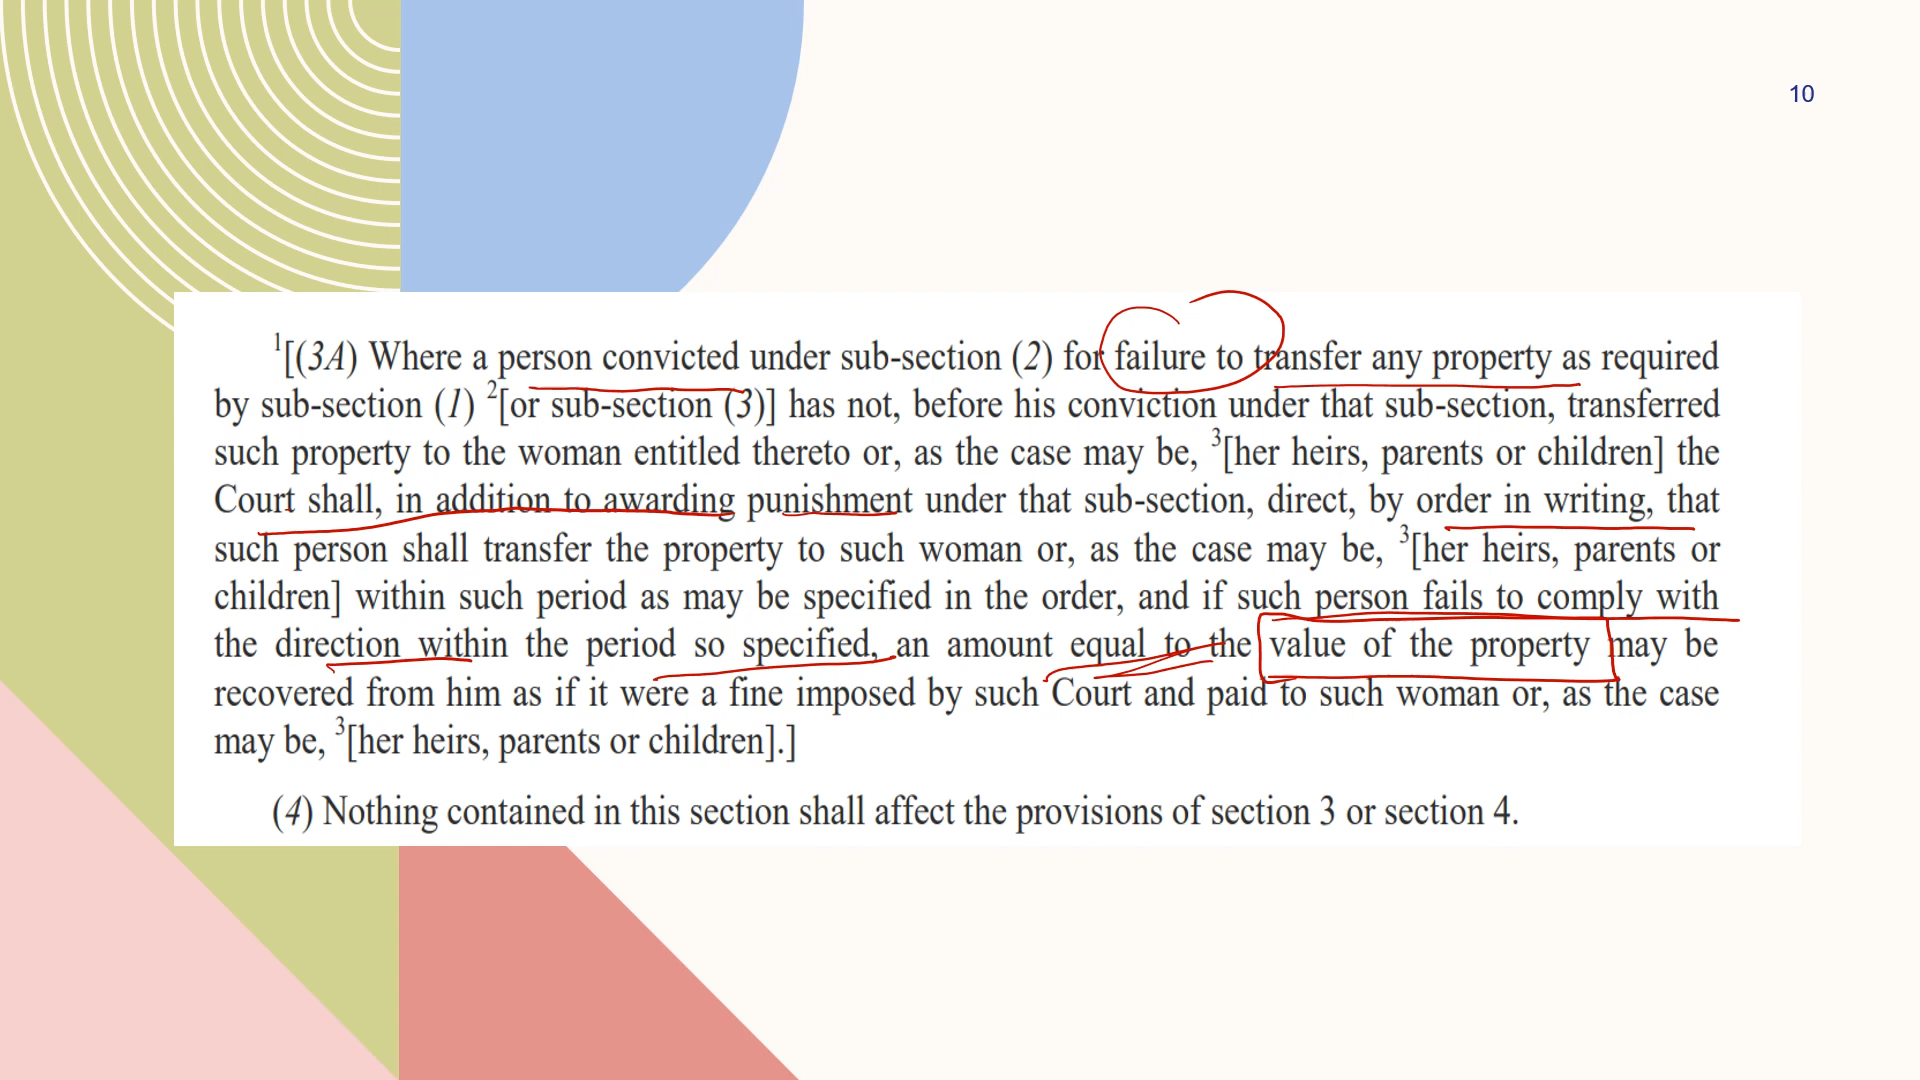 10
1[(3A) Where a person convicted under sub-section (2) for failure to transfer any property as required
by sub-section (1) 2[or sub-section (3)] has not, before his conviction under that sub-section, transferred
such property to the woman entitled thereto or, as the case may be, 3[her heirs, parents or children] the
Court shall, in addition to awarding punishment under that sub-section, direct, by order in writing, that
such person shall transfer the property to such woman or, as the case may be, 3[her heirs, parents or
children] within such period as may be specified in the order, and if such person fails to comply with
the direction within the period so specified, an amount equal to the value of the property may be
recovered from him as if it were a fine imposed by such Court and paid to such woman or, as the case
may be, 3[her heirs, parents or children].]
(4) Nothing contained in this section shall affect the provisions of section 3 or section 4.